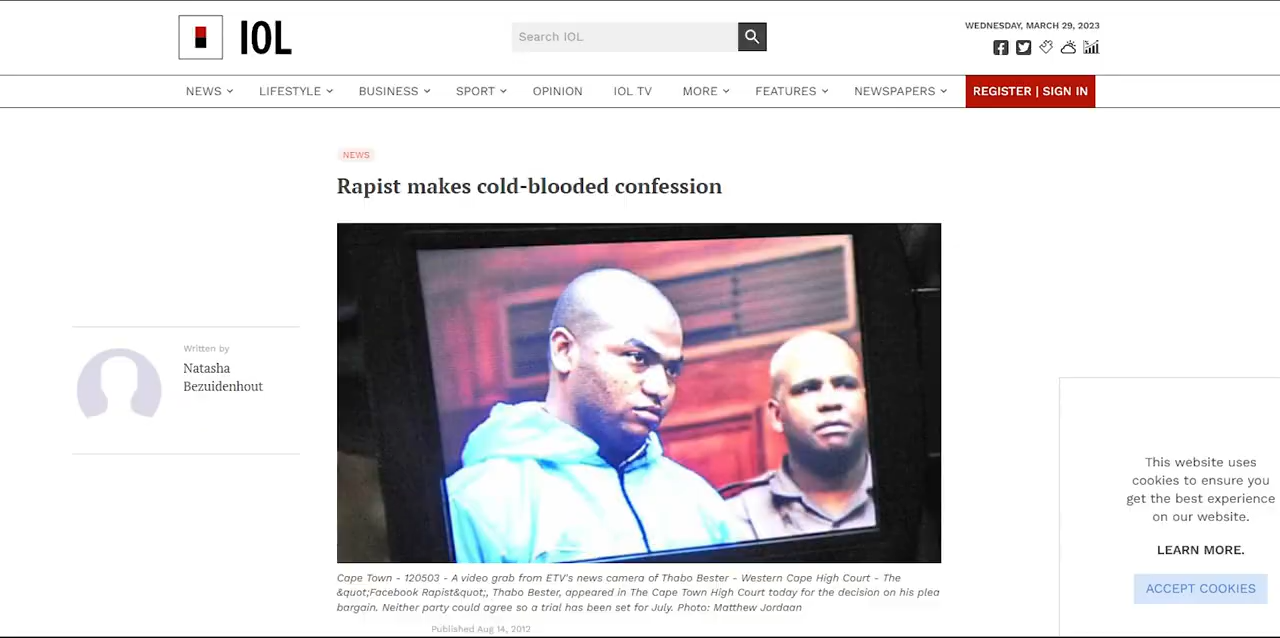 IOL
Search IOL
WEDNESDAY, MARCH 29, 2023
NEWS LIFESTYLE BUSINESS SPORT OPINION IOL TV MORE FEATURES NEWSPAPERS REGISTER | SIGN IN
NEWS
Rapist makes cold-blooded confession
Written by
Natasha
Bezuidenhout
This website uses
cookies to ensure you
get the best experience
on our website.
LEARN MORE.
ACCEPT COOKIES
Cape Town - 120503 - A video grab from ETV's news camera of Thabo Bester - Western Cape High Court - The
&quot;Facebook Rapist&quot;, Thabo Bester, appeared in The Cape Town High Court today for the decision on his plea
bargain. Neither party could agree so a trial has been set for July. Photo: Matthew Jordaan
Published Aug 14, 2012